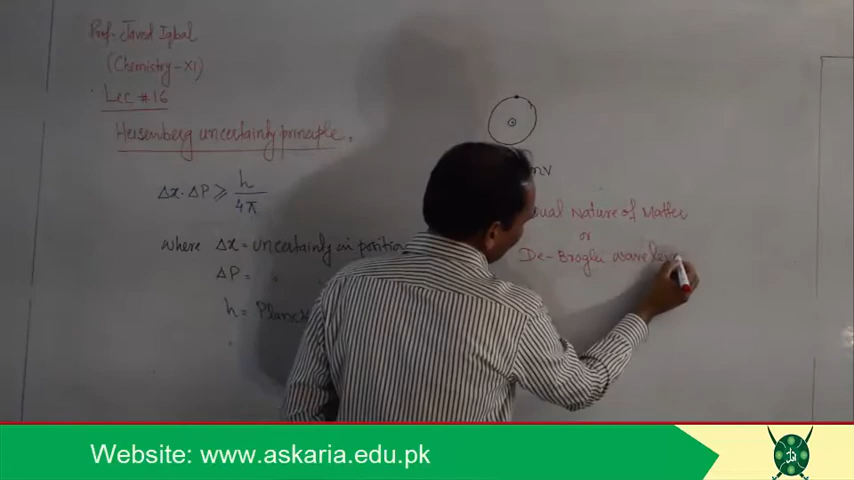 Prof. Javed Iqbal
(Chemistry-XI)
Lec #16
Heisenberg uncertainty principle.
Δx. ΔP ⩾ h/4π
where Δx = uncertainty in position
ΔP = "
h = Planck
mv
Dual Nature of Matter
or
De-Broglie wave
Website: www.askaria.edu.pk